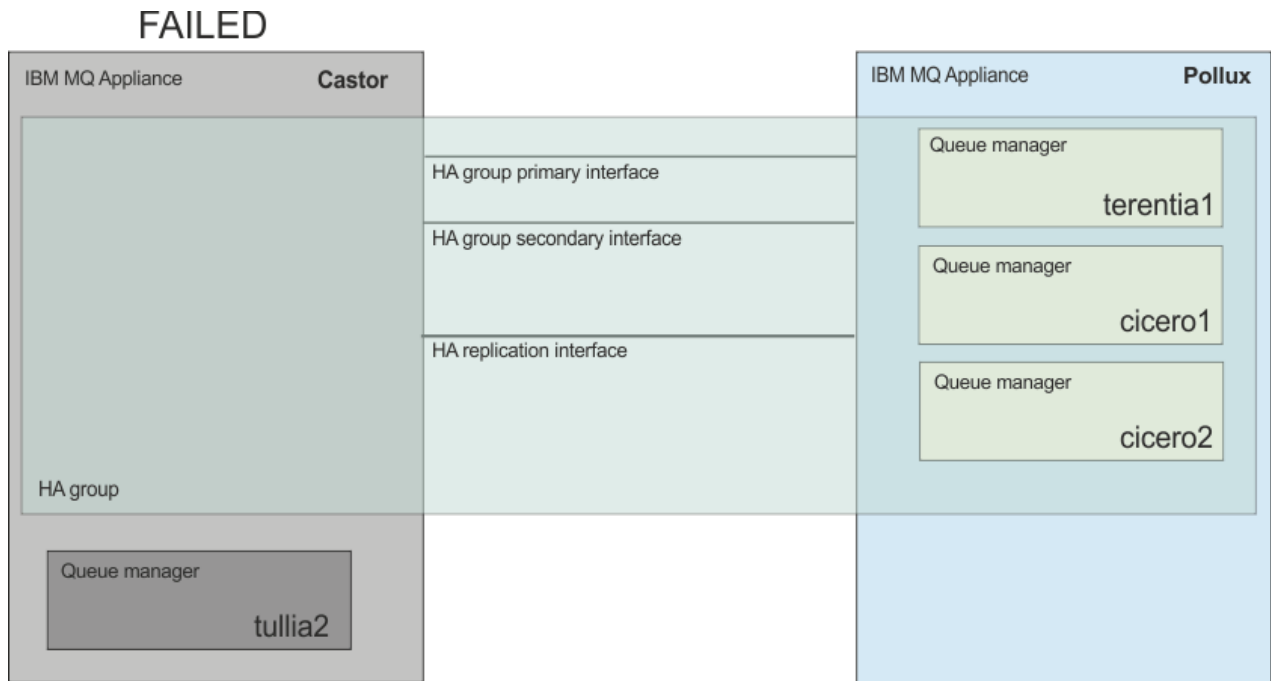 FAILED
IBM MQ Appliance
Castor
HA group
Queue manager
tullia2
HA group primary interface
HA group secondary interface
HA replication interface
IBM MQ Appliance
Pollux
Queue manager
terentia1
Queue manager
cicero1
Queue manager
cicero2